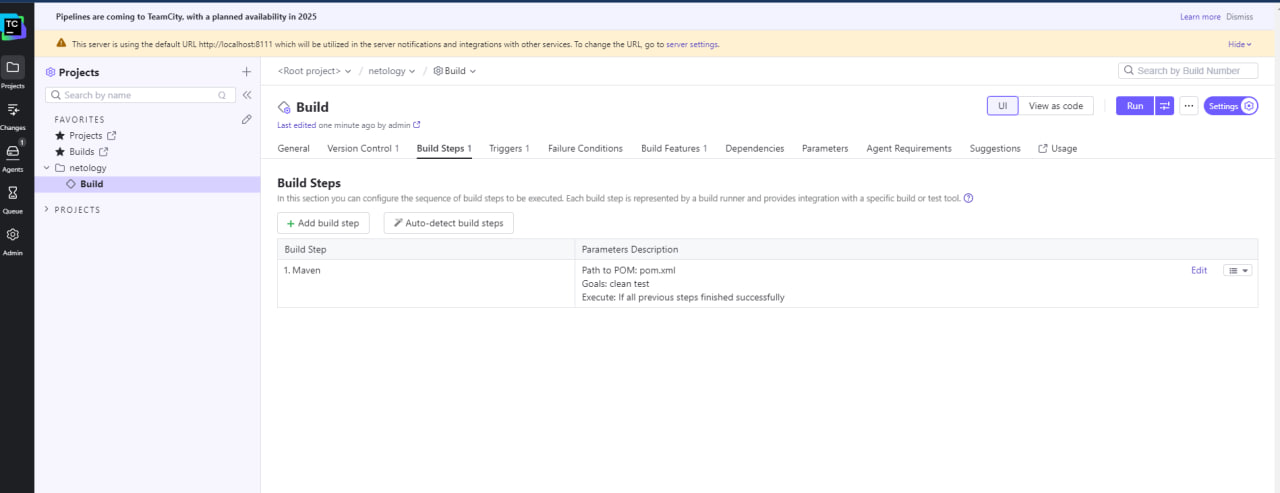 Pipelines are coming to TeamCity, with a planned availability in 2025 Learn more Dismiss
This server is using the default URL http://localhost:8111 which will be utilized in the server notifications and integrations with other services. To change the URL, go to server settings. Hide
TC
Projects
Changes
1
Agents
Queue
Admin
Projects
Search by name
FAVORITES
Projects
Builds
netology
Build
PROJECTS
<Root project> / netology / Build
Search by Build Number
Build
UI View as code Run ... Settings
Last edited one minute ago by admin
General Version Control 1 Build Steps 1 Triggers 1 Failure Conditions Build Features 1 Dependencies Parameters Agent Requirements Suggestions Usage
Build Steps
In this section you can configure the sequence of build steps to be executed. Each build step is represented by a build runner and provides integration with a specific build or test tool. ?
+ Add build step Auto-detect build steps
Build Step Parameters Description
1. Maven Path to POM: pom.xml Edit
Goals: clean test
Execute: If all previous steps finished successfully